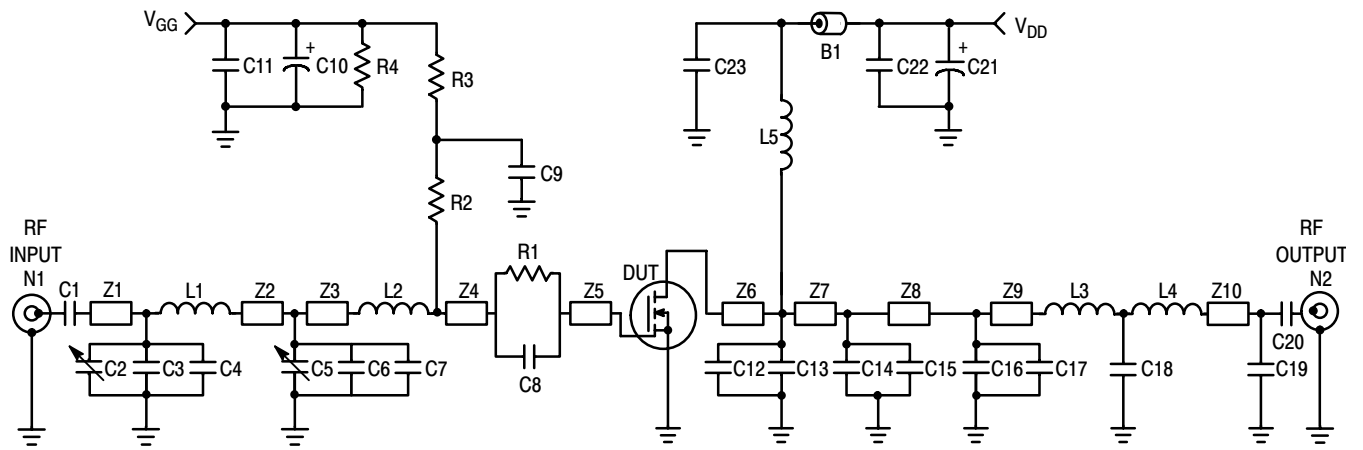 VGG
C11
+
C10
R4
R3
C9
R2
C23
B1
VDD
C22
+
C21
L5
RF
INPUT
N1
C1
Z1
L1
Z2
Z3
L2
Z4
R1
C8
Z5
DUT
Z6
Z7
Z8
Z9
L3
L4
Z10
RF
OUTPUT
N2
C20
C2
C3
C4
C5
C6
C7
C12
C13
C14
C15
C16
C17
C18
C19